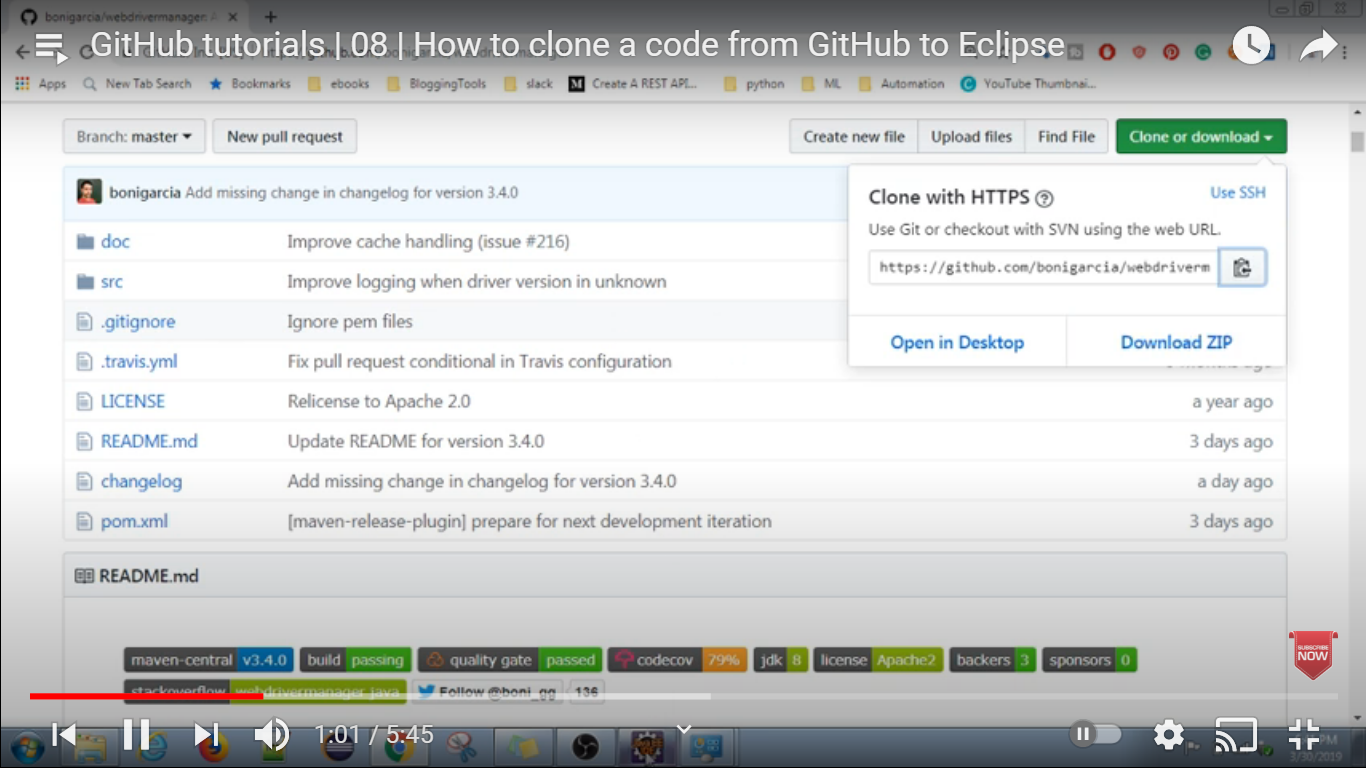 bonigarcia/webdrivermanager:
GitHub tutorials | 08 | How to clone a code from GitHub to Eclipse
Apps New Tab Search Bookmarks ebooks BloggingTools slack Create A REST API... python ML Automation YouTube Thumbnai...
Branch: master New pull request Create new file Upload files Find File Clone or download
bonigarcia Add missing change in changelog for version 3.4.0
Clone with HTTPS ? Use SSH
Use Git or checkout with SVN using the web URL.
https://github.com/bonigarcia/webdriverm
Open in Desktop Download ZIP
doc Improve cache handling (issue #216)
src Improve logging when driver version in unknown
.gitignore Ignore pem files
.travis.yml Fix pull request conditional in Travis configuration
LICENSE Relicense to Apache 2.0 a year ago
README.md Update README for version 3.4.0 3 days ago
changelog Add missing change in changelog for version 3.4.0 a day ago
pom.xml [maven-release-plugin] prepare for next development iteration 3 days ago
README.md
maven-central v3.4.0 build passing quality gate passed codecov 79% jdk 8 license Apache2 backers 3 sponsors 0
stackoverflow webdrivermanager-java Follow @boni_gg 136
SUBSCRIBE
NOW
1:01 / 5:45
3/30/2019